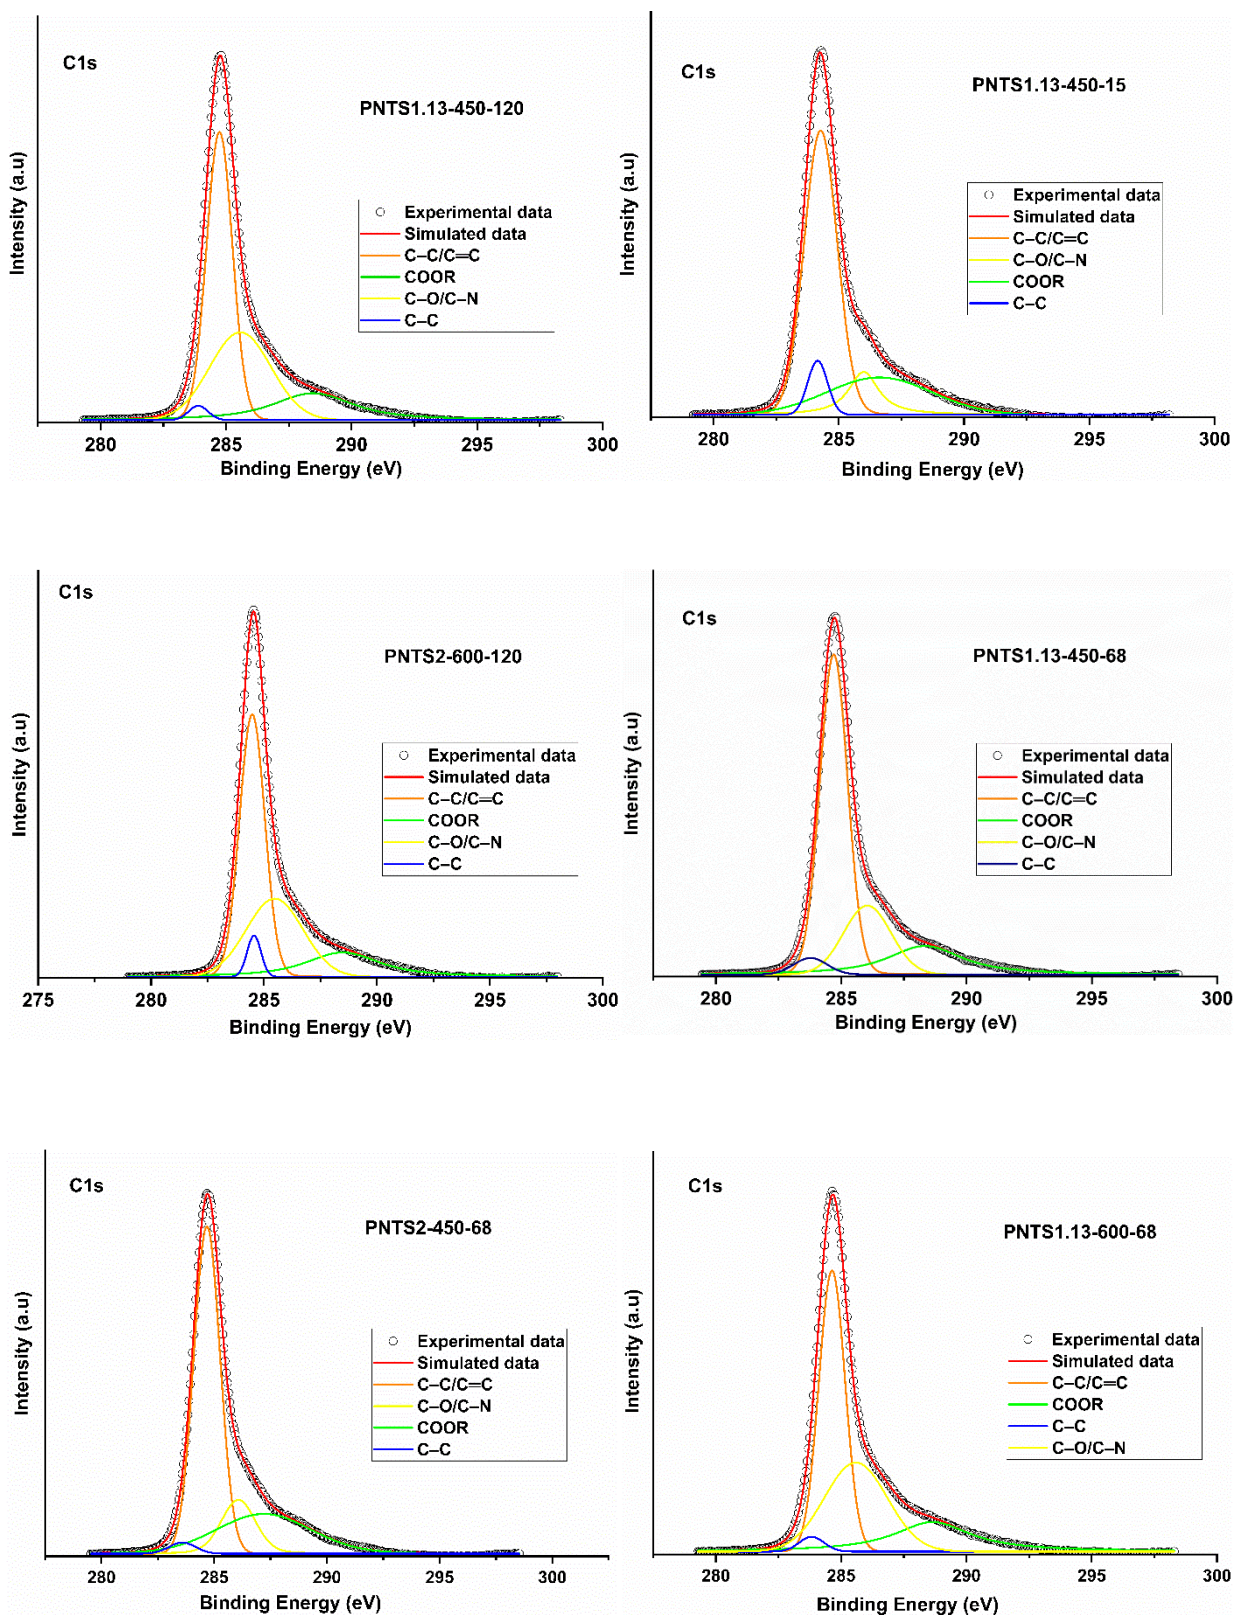 C1s
PNTS1.13-450-120
Experimental data
Simulated data
C–C/C=C
COOR
C–O/C–N
C–C
Intensity (a.u)
280 285 290 295 300
Binding Energy (eV)
C1s
PNTS1.13-450-15
Experimental data
Simulated data
C–C/C=C
C–O/C–N
COOR
C–C
Intensity (a.u)
280 285 290 295 300
Binding Energy (eV)
C1s
PNTS2-600-120
Experimental data
Simulated data
C–C/C=C
COOR
C–O/C–N
C–C
Intensity (a.u)
275 280 285 290 295 300
Binding Energy (eV)
C1s
PNTS1.13-450-68
Experimental data
Simulated data
C–C/C=C
COOR
C–O/C–N
C–C
Intensity (a.u)
280 285 290 295 300
Binding Energy (eV)
C1s
PNTS2-450-68
Experimental data
Simulated data
C–C/C=C
C–O/C–N
COOR
C–C
Intensity (a.u)
280 285 290 295 300
Binding Energy (eV)
C1s
PNTS1.13-600-68
Experimental data
Simulated data
C–C/C=C
COOR
C–C
C–O/C–N
Intensity (a.u)
280 285 290 295 300
Binding Energy (eV)